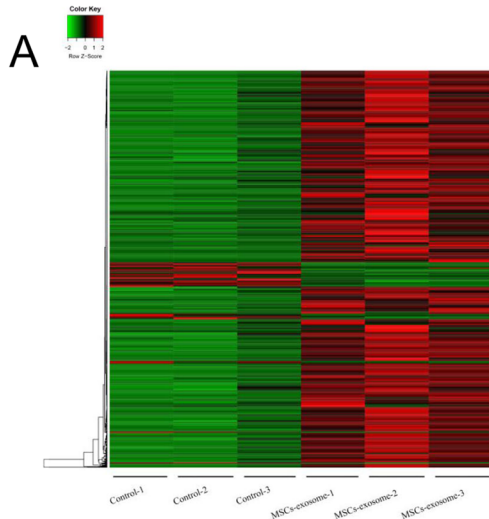 Color Key
-2 -1 0 1 2
Row Z-Score
A
Control-1 Control-2 Control-3 MSCs-exosome-1 MSCs-exosome-2 MSCs-exosome-3